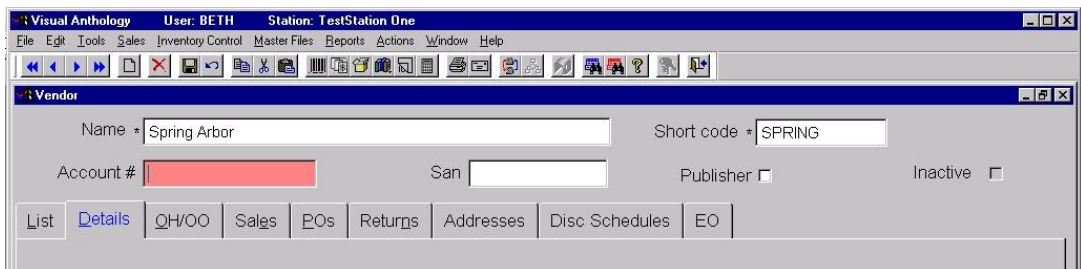 Visual Anthology User: BETH Station: TestStation One
File Edit Tools Sales Inventory Control Master Files Reports Actions Window Help
Vendor
Name * Spring Arbor Short code * SPRING
Account # San Publisher Inactive
List Details OH/OO Sales POs Returns Addresses Disc Schedules EO